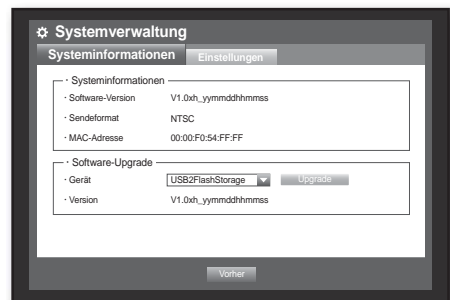 Systemverwaltung
Systeminformationen Einstellungen
· Systeminformationen
· Software-Version V1.0xh_yymmddhhmmss
· Sendeformat NTSC
· MAC-Adresse 00:00:F0:54:FF:FF
· Software-Upgrade
· Gerät USB2FlashStorage Upgrade
· Version V1.0xh_yymmddhhmmss
Vorher